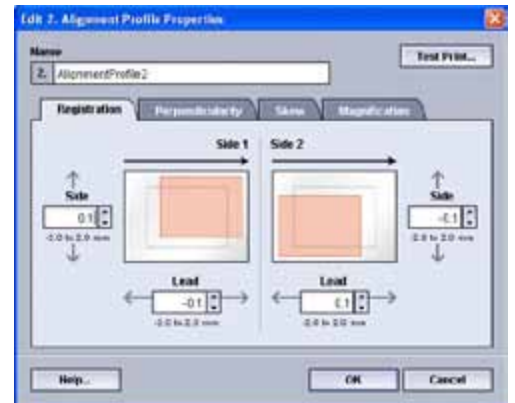 Edit 2. Alignment Profile Properties
Name
Test Print...
2. AlignmentProfile2
Registration Perpendicularity Skew Magnification
Side 1 Side 2
Side Side
0.1 -0.1
-2.0 to 2.0 mm -2.0 to 2.0 mm
Lead Lead
-0.1 0.1
-2.0 to 2.0 mm -2.0 to 2.0 mm
Help... OK Cancel